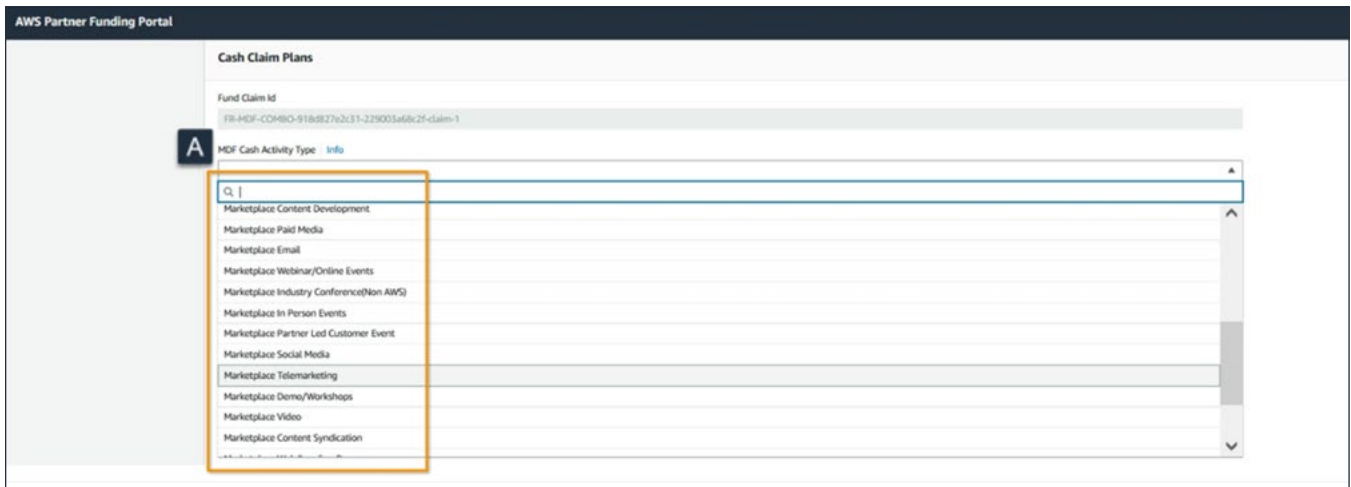 AWS Partner Funding Portal
Cash Claim Plans
Fund Claim Id
FR-MDF-COMBO-918d827e2c31-229003a68c2f-claim-1
A
MDF Cash Activity Type Info
Marketplace Content Development
Marketplace Paid Media
Marketplace Email
Marketplace Webinar/Online Events
Marketplace Industry Conference(Non AWS)
Marketplace In Person Events
Marketplace Partner Led Customer Event
Marketplace Social Media
Marketplace Telemarketing
Marketplace Demo/Workshops
Marketplace Video
Marketplace Content Syndication